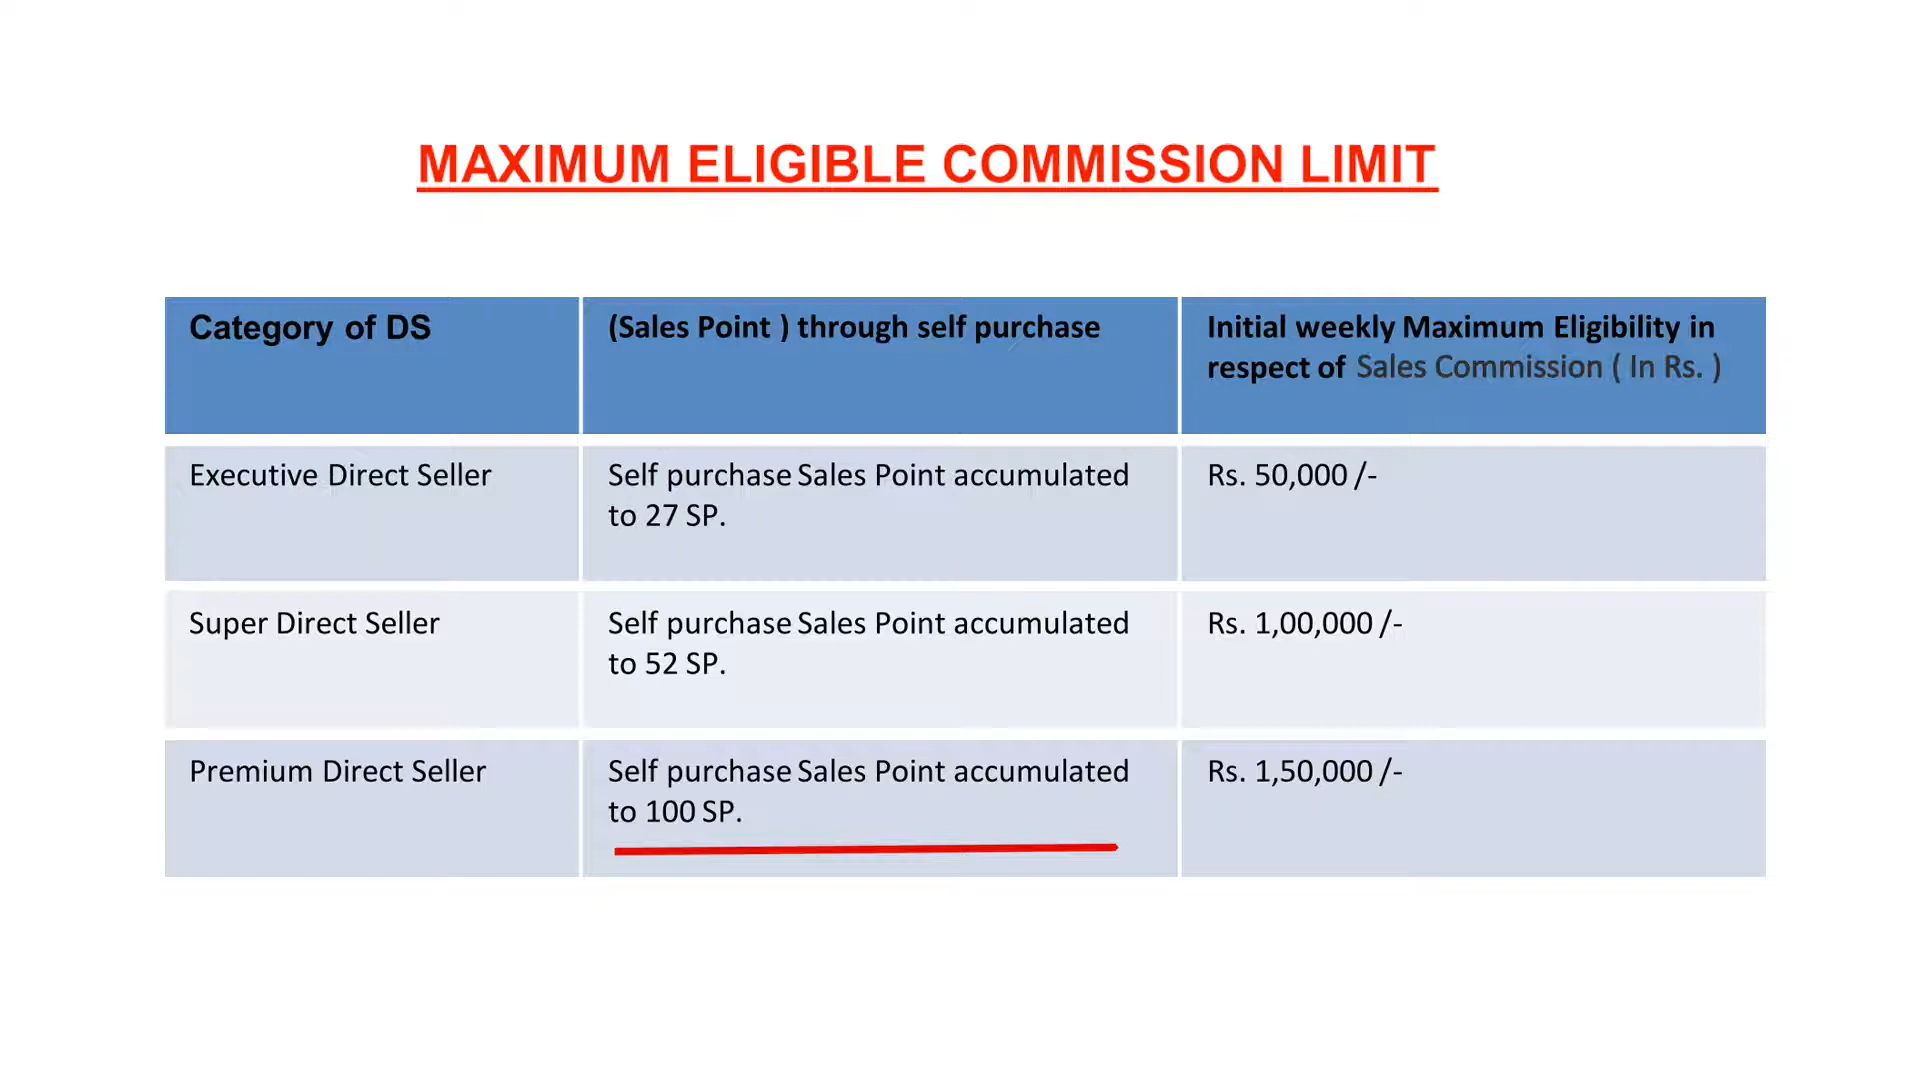 MAXIMUM ELIGIBLE COMMISSION LIMIT
Category of DS
(Sales Point ) through self purchase
Initial weekly Maximum Eligibility in
respect of Sales Commission ( In Rs. )
Executive Direct Seller
Self purchase Sales Point accumulated
to 27 SP.
Rs. 50,000 /-
Super Direct Seller
Self purchase Sales Point accumulated
to 52 SP.
Rs. 1,00,000 /-
Premium Direct Seller
Self purchase Sales Point accumulated
to 100 SP.
Rs. 1,50,000 /-